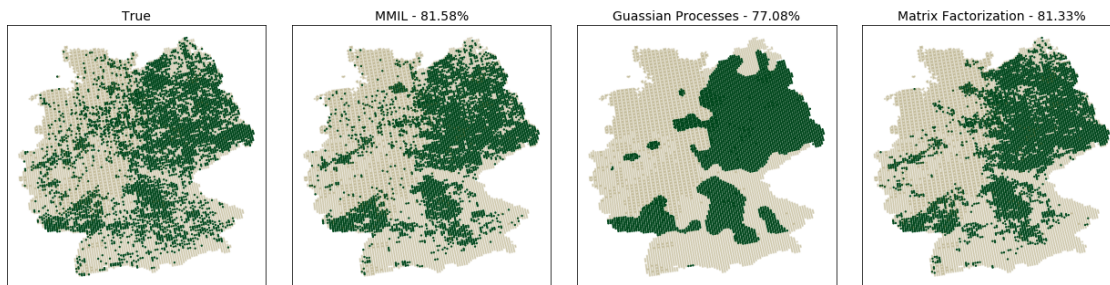 True
MMIL - 81.58%
Guassian Processes - 77.08%
Matrix Factorization - 81.33%